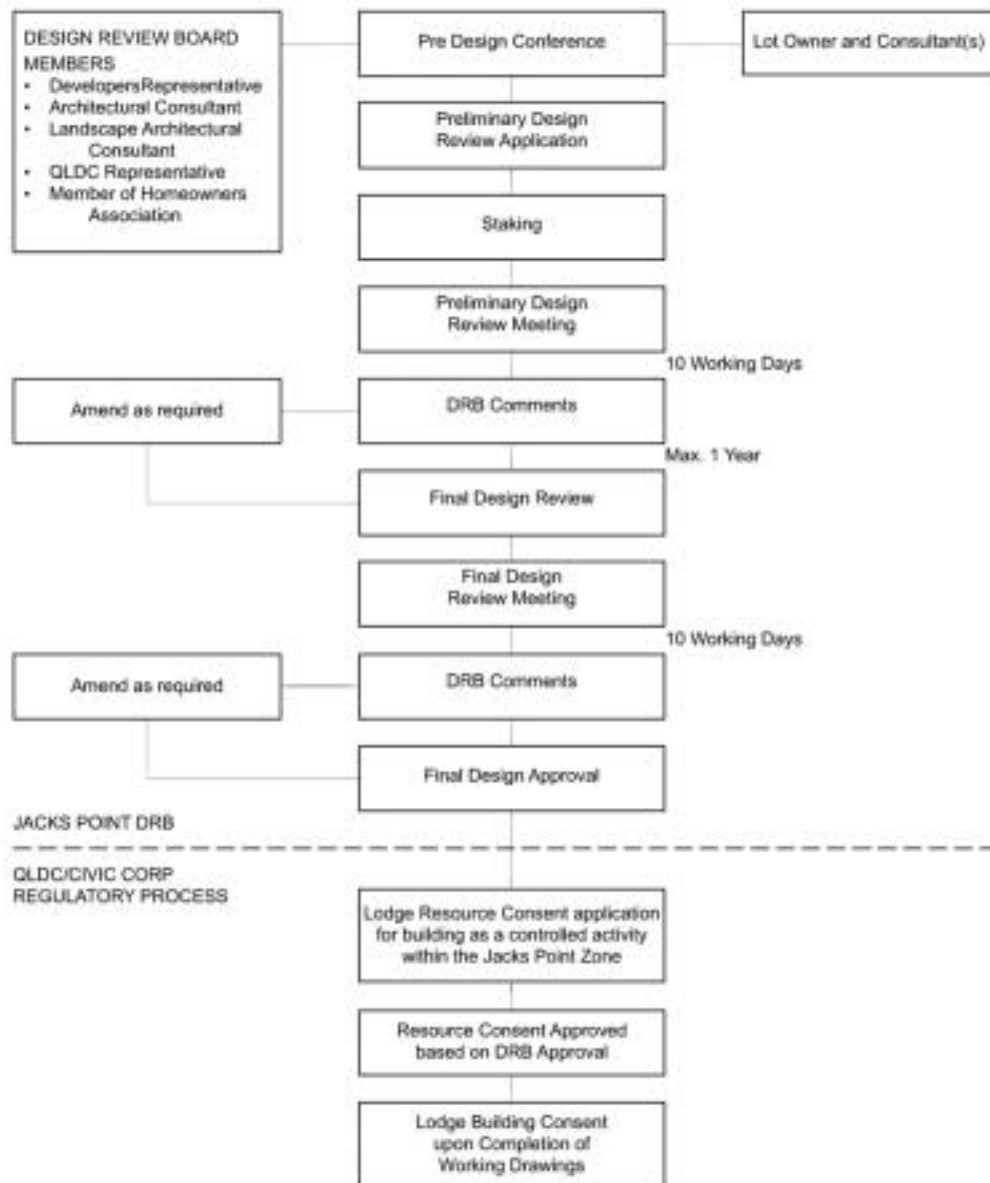 DESIGN REVIEW BOARD
MEMBERS
• DevelopersRepresentative
• Architectural Consultant
• Landscape Architectural
Consultant
• QLDC Representative
• Member of Homeowners
Association
Pre Design Conference
Lot Owner and Consultant(s)
Preliminary Design
Review Application
Staking
Preliminary Design
Review Meeting
10 Working Days
Amend as required
DRB Comments
Max. 1 Year
Final Design Review
Final Design
Review Meeting
10 Working Days
Amend as required
DRB Comments
Final Design Approval
JACKS POINT DRB
QLDC/CIVIC CORP
REGULATORY PROCESS
Lodge Resource Consent application
for building as a controlled activity
within the Jacks Point Zone
Resource Consent Approved
based on DRB Approval
Lodge Building Consent
upon Completion of
Working Drawings